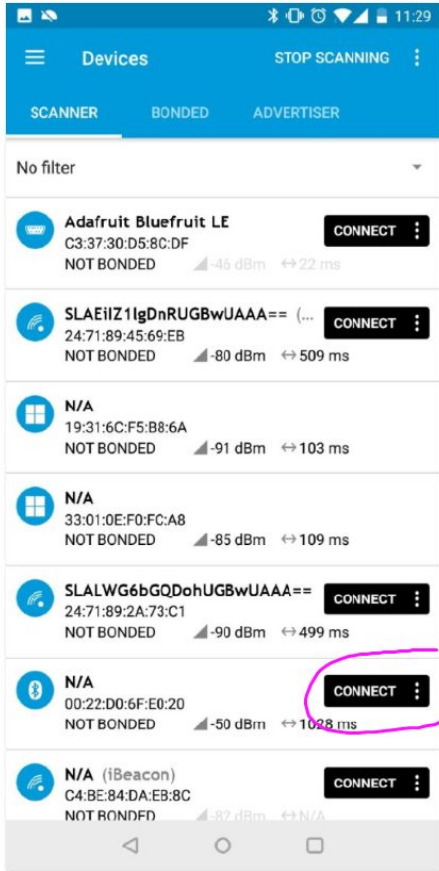 11:29
Devices
STOP SCANNING
SCANNER
BONDED
ADVERTISER
No filter
Adafruit Bluefruit LE
CONNECT
C3:37:30:D5:8C:DF
NOT BONDED -46 dBm ↔22 ms
SLAEiIZ1lgDnRUGBwUAAA== (...
CONNECT
24:71:89:45:69:EB
NOT BONDED -80 dBm ↔509 ms
N/A
19:31:6C:F5:B8:6A
NOT BONDED -91 dBm ↔103 ms
N/A
33:01:0E:F0:FC:A8
NOT BONDED -85 dBm ↔109 ms
SLALWG6bGQDohUGBwUAAA==
CONNECT
24:71:89:2A:73:C1
NOT BONDED -90 dBm ↔499 ms
N/A
CONNECT
00:22:D0:6F:E0:20
NOT BONDED -50 dBm ↔1028 ms
N/A (iBeacon)
CONNECT
C4:BE:84:DA:EB:8C
NOT BONDED -82 dBm ↔N/A